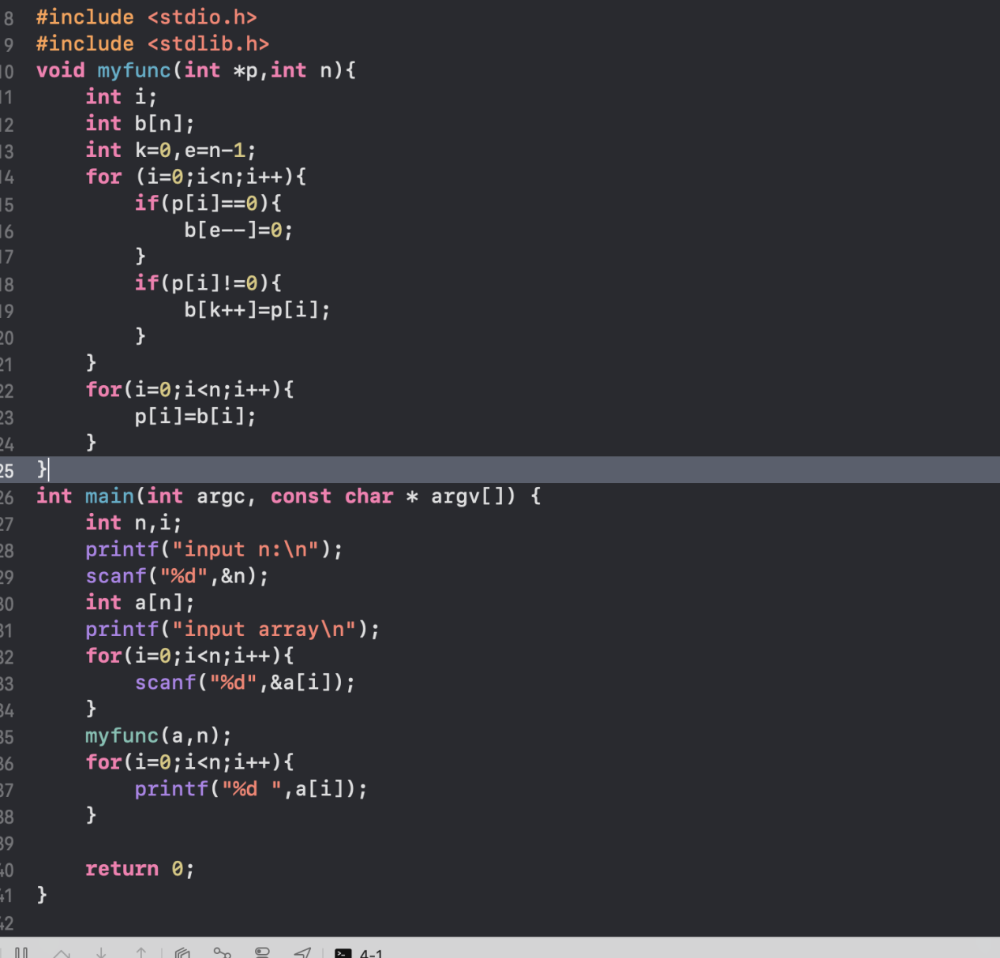 8 #include <stdio.h>
9 #include <stdlib.h>
10 void myfunc(int *p,int n){
11     int i;
12     int b[n];
13     int k=0,e=n-1;
14     for (i=0;i<n;i++){
15         if(p[i]==0){
16             b[e--]=0;
17         }
18         if(p[i]!=0){
19             b[k++]=p[i];
20         }
21     }
22     for(i=0;i<n;i++){
23         p[i]=b[i];
24     }
25 }
26 int main(int argc, const char * argv[]) {
27     int n,i;
28     printf("input n:\n");
29     scanf("%d",&n);
30     int a[n];
31     printf("input array\n");
32     for(i=0;i<n;i++){
33         scanf("%d",&a[i]);
34     }
35     myfunc(a,n);
36     for(i=0;i<n;i++){
37         printf("%d ",a[i]);
38     }
39
40     return 0;
41 }
42
4-1